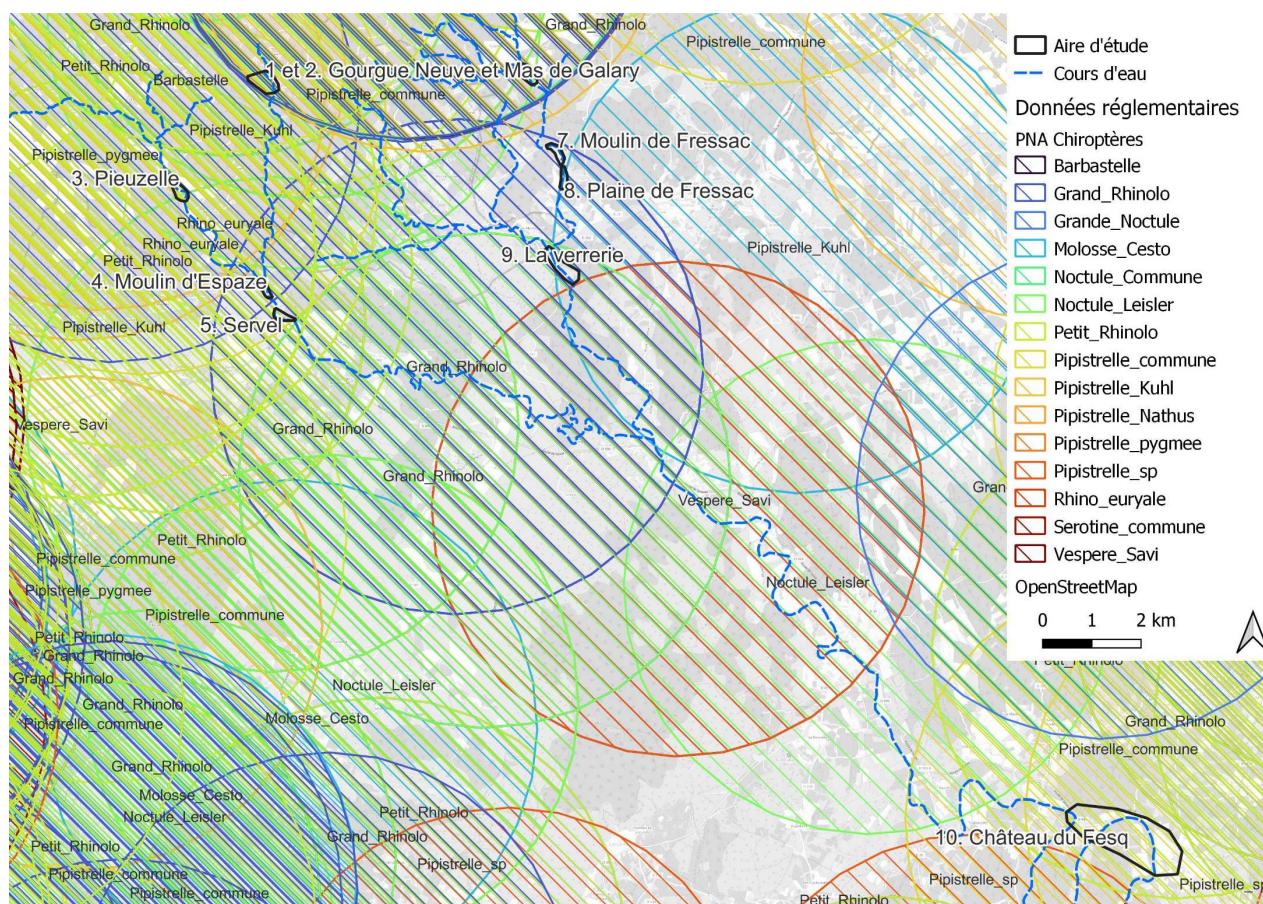 Grand_Rhinolo
Grand_Rhinolo
Pipistrelle_commune
Petit_Rhinolo
Barbastelle
1 et 2. Gourgue Neuve et Mas de Galary
Pipistrelle_commune
Pipistrelle_Kuhl
Pipistrelle_pygmee
7. Moulin de Fressac
3. Pieuzelle
8. Plaine de Fressac
Rhino_euryale
Rhino_euryale
Petit_Rhinolo
Pipistrelle_Kuhl
9. La verrerie
4. Moulin d'Espaze
5. Servel
Pipistrelle_Kuhl
Grand_Rhinolo
Vespere_Savi
Grand_Rhinolo
Grand_Rhinolo
Gran
Vespere_Savi
Petit_Rhinolo
Pipistrelle_commune
Pipistrelle_pygmee
Noctule_Leisler
Pipistrelle_commune
Petit_Rhinolo
Grand_Rhinolo
Petit_Rhinolo
Grand_Rhinolo
Noctule_Leisler
Grand_Rhinolo
Molosse_Cesto
Pipistrelle_commune
Grand_Rhinolo
Pipistrelle_commune
Grand_Rhinolo
Molosse_Cesto
Noctule_Leisler
Petit_Rhinolo
Grand_Rhinolo
10. Château du Fesq
Petit_Rhinolo
Pipistrelle_sp
Pipistrelle_commune
Pipistrelle_sp
Pipistrelle_sp
Pipistrelle_commune
Petit_Rhinolo
Aire d'étude
Cours d'eau
Données réglementaires
PNA Chiroptères
Barbastelle
Grand_Rhinolo
Grande_Noctule
Molosse_Cesto
Noctule_Commune
Noctule_Leisler
Petit_Rhinolo
Pipistrelle_commune
Pipistrelle_Kuhl
Pipistrelle_Nathus
Pipistrelle_pygmee
Pipistrelle_sp
Rhino_euryale
Serotine_commune
Vespere_Savi
OpenStreetMap
0 1 2 km